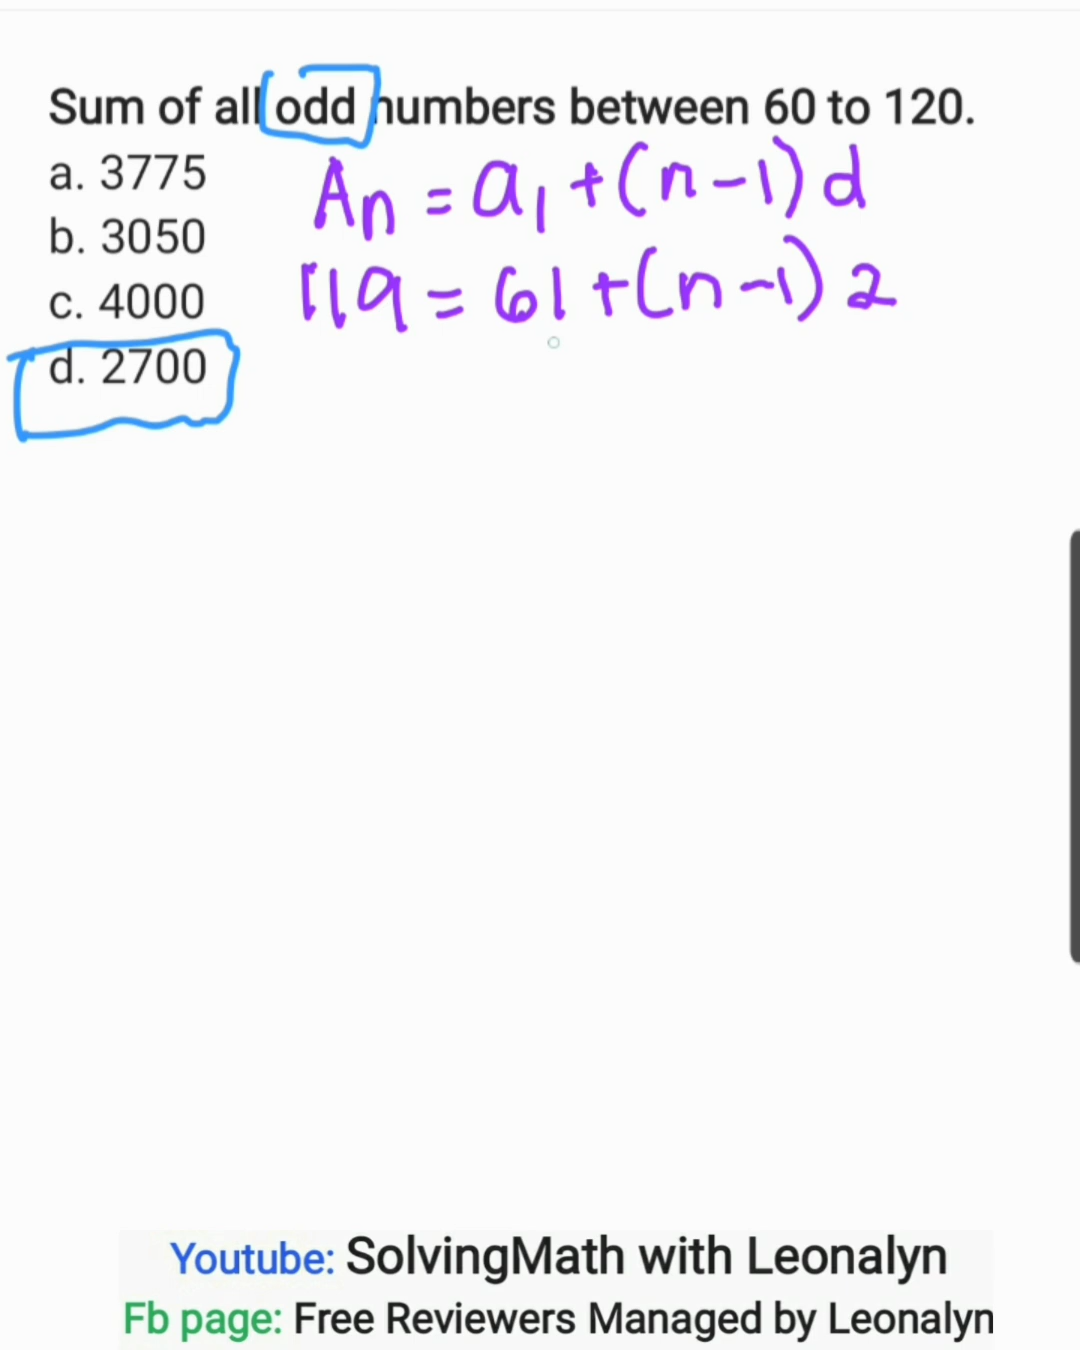 Sum of all odd numbers between 60 to 120.
a. 3775
An = a1 + (n-1) d
b. 3050
119 = 61 + (n-1) 2
c. 4000
d. 2700
Youtube: SolvingMath with Leonalyn
Fb page: Free Reviewers Managed by Leonalyn